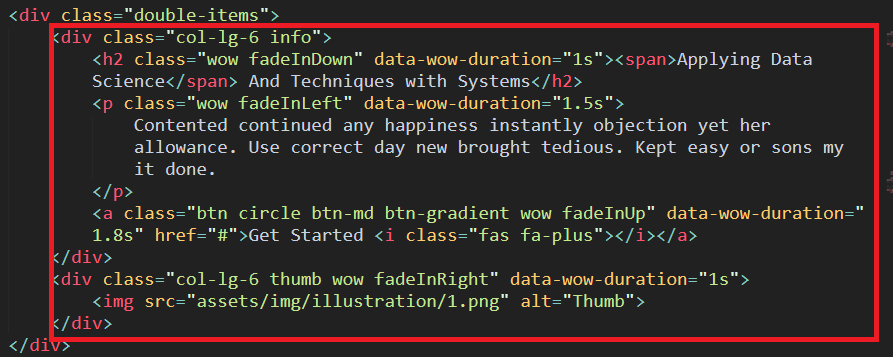 <div class="double-items">
<div class="col-lg-6 info">
<h2 class="wow fadeInDown" data-wow-duration="1s"><span>Applying Data
Science</span> And Techniques with Systems</h2>
<p class="wow fadeInLeft" data-wow-duration="1.5s">
Contented continued any happiness instantly objection yet her
allowance. Use correct day new brought tedious. Kept easy or sons my
it done.
</p>
<a class="btn circle btn-md btn-gradient wow fadeInUp" data-wow-duration="
1.8s" href="#">Get Started <i class="fas fa-plus"></i></a>
</div>
<div class="col-lg-6 thumb wow fadeInRight" data-wow-duration="1s">
<img src="assets/img/illustration/1.png" alt="Thumb">
</div>
</div>